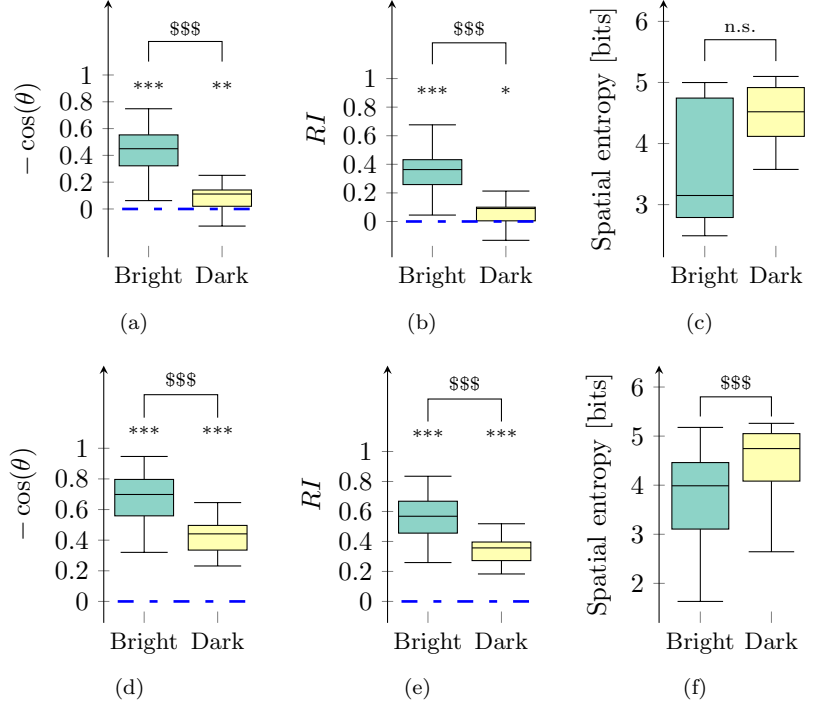 $$$
1
0.8
0.6
0.4
0.2
0
− cos(θ)
***
**
Bright Dark
(a)
$$$
1
0.8
0.6
0.4
0.2
0
RI
***
*
Bright Dark
(b)
n.s.
6
5
4
3
Spatial entropy [bits]
Bright Dark
(c)
$$$
1
0.8
0.6
0.4
0.2
0
− cos(θ)
***
***
Bright Dark
(d)
$$$
1
0.8
0.6
0.4
0.2
0
RI
***
***
Bright Dark
(e)
$$$
6
5
4
3
2
Spatial entropy [bits]
Bright Dark
(f)